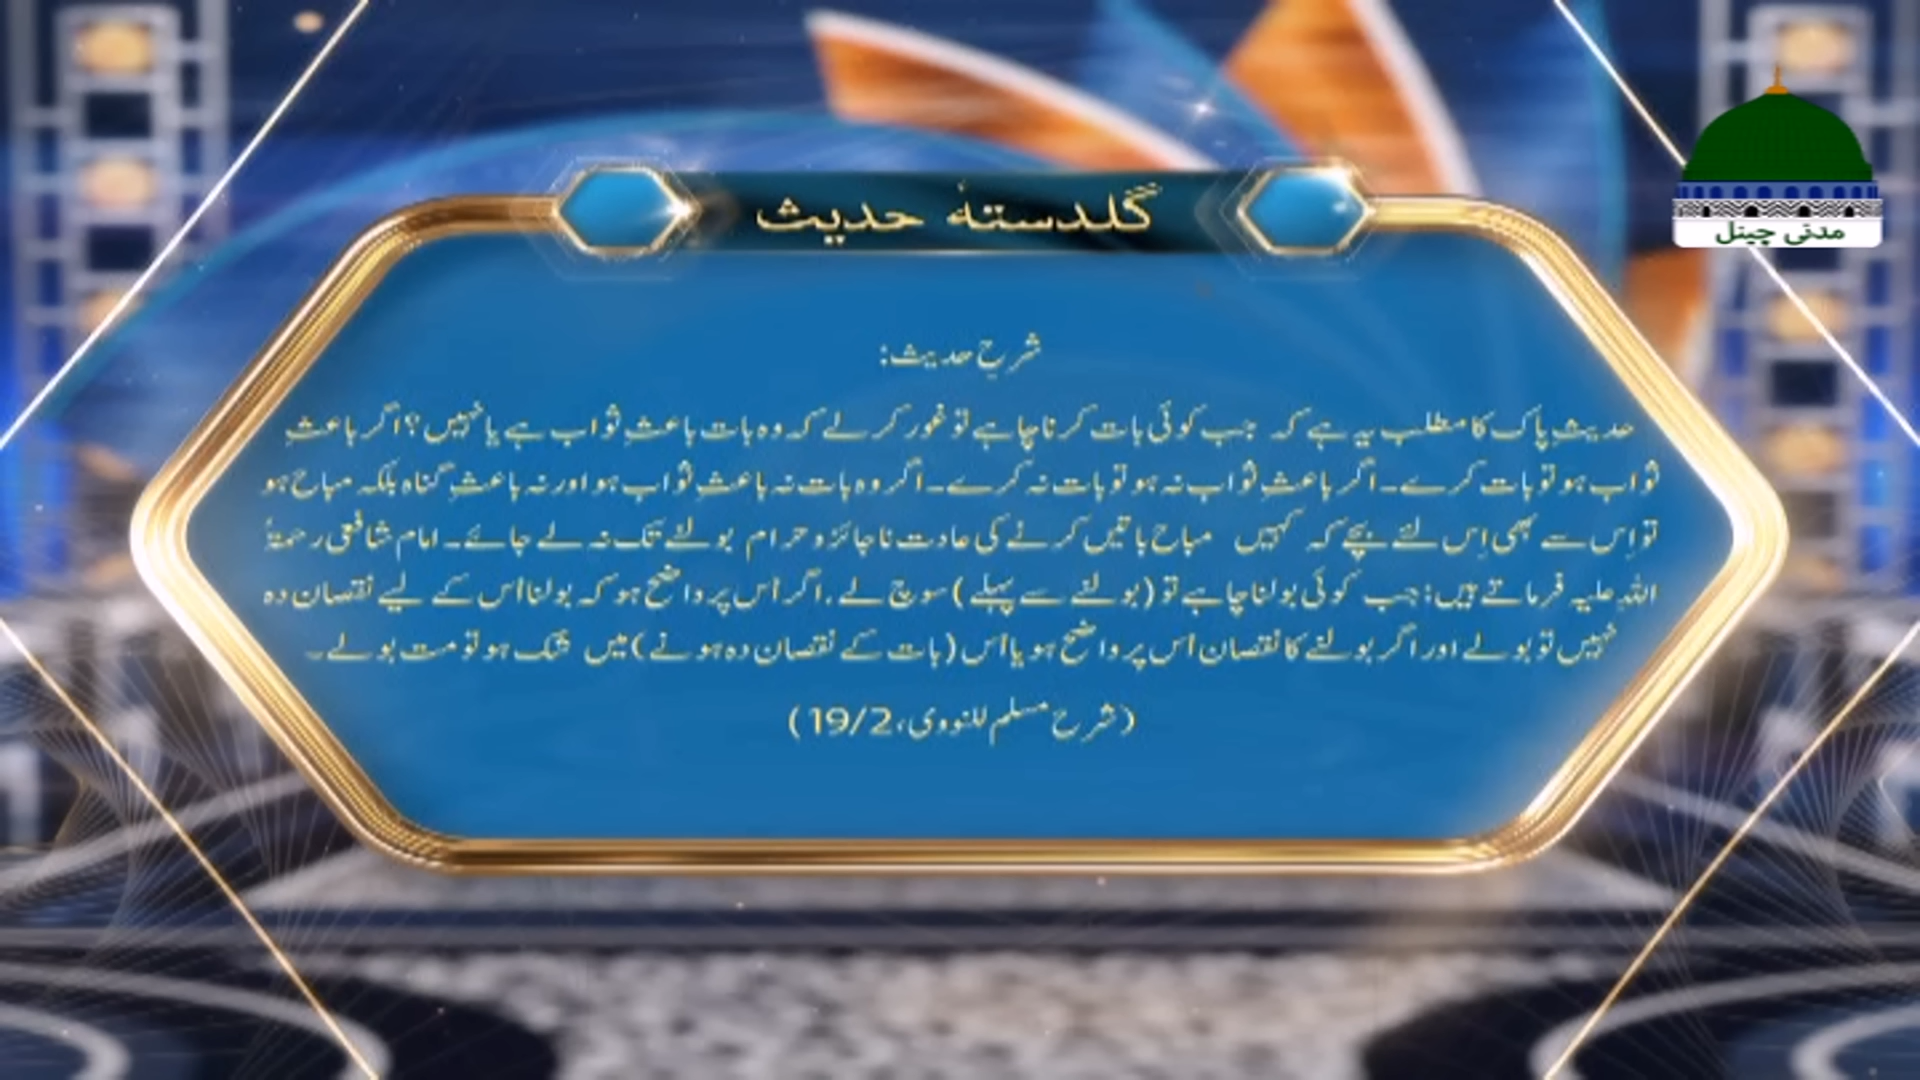 گلدستۂ حدیث
مدنی چینل
شرحِ حدیث:
حدیثِ پاک کا مطلب یہ ہے کہ جب کوئی بات کرنا چاہے تو غور کرلے کہ وہ بات باعثِ ثواب ہے یا نہیں؟ اگر باعثِ
ثواب ہو تو بات کرے۔ اگر باعثِ ثواب نہ ہو تو بات نہ کرے۔ اگر وہ بات نہ باعثِ ثواب ہو اور نہ باعثِ گناہ بلکہ مباح ہو
تو اِس سے بھی اِس لئے بچے کہ کہیں مباح باتیں کرنے کی عادت ناجائز و حرام بولنے تک نہ لے جائے۔ امام شافعی رحمۃُ
اللہِ علیہ فرماتے ہیں: جب کوئی بولنا چاہے تو (بولنے سے پہلے) سوچ لے، اگر اُس پر واضح ہو کہ بولنا اس کے لیے نقصان دہ
نہیں تو بولے اور اگر بولنے کا نقصان اُس پر واضح ہو یا اُس (بات کے نقصان دہ ہونے) میں شک ہو تو مت بولے۔
(شرح مسلم للنووی، 19/2)